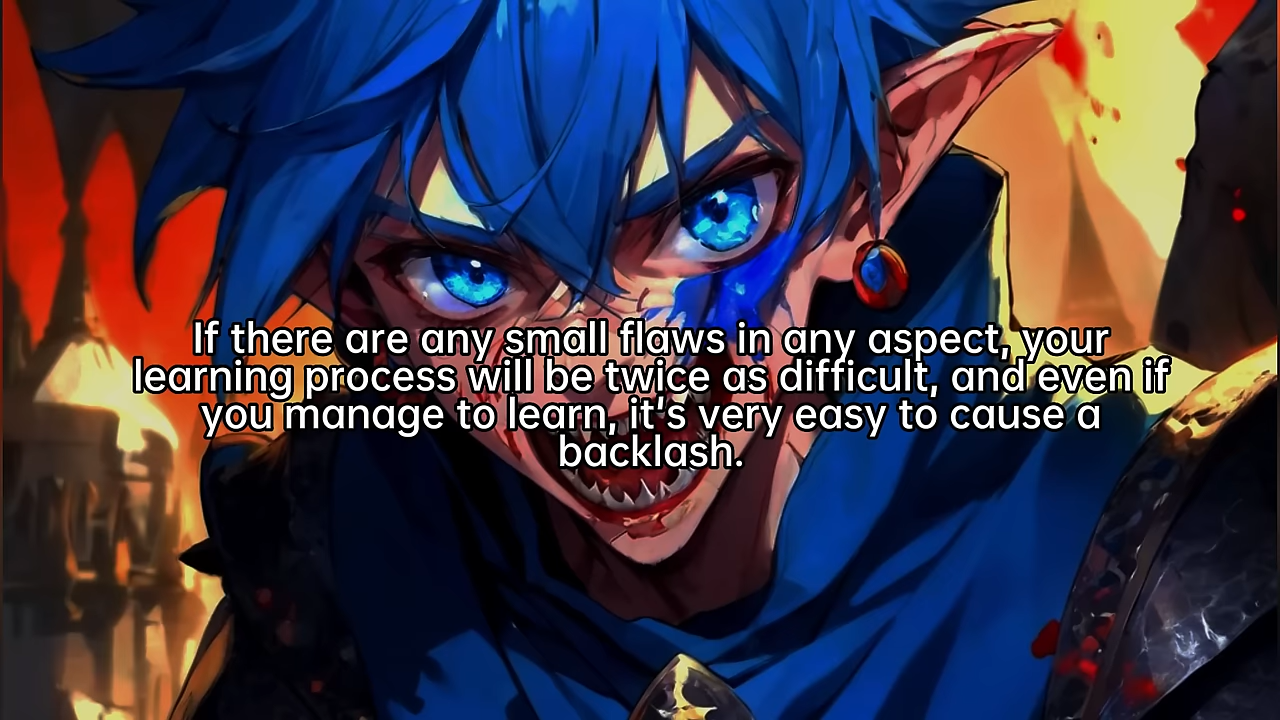 If there are any small flaws in any aspect, your
learning process will be twice as difficult, and even if
you manage to learn, it's very easy to cause a
backlash.